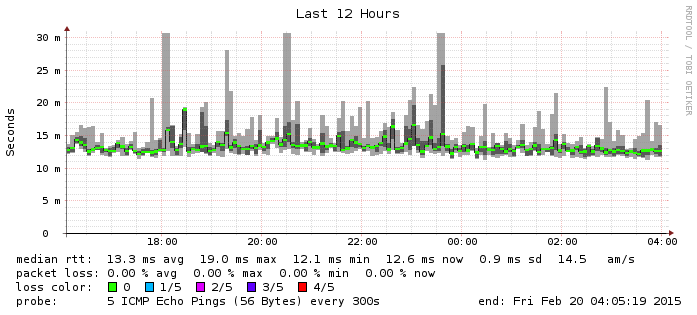 Last 12 Hours
RRDTOOL / TOBI OETIKER
Seconds
30 m
25 m
20 m
15 m
10 m
5 m
0
18:00 20:00 22:00 00:00 02:00 04:00
median rtt: 13.3 ms avg 19.0 ms max 12.1 ms min 12.6 ms now 0.9 ms sd 14.5 am/s
packet loss: 0.00 % avg 0.00 % max 0.00 % min 0.00 % now
loss color: 0 1/5 2/5 3/5 4/5
probe: 5 ICMP Echo Pings (56 Bytes) every 300s end: Fri Feb 20 04:05:19 2015